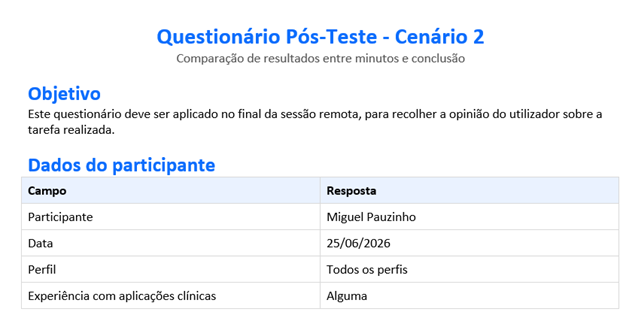 Questionário Pós-Teste - Cenário 2
Comparação de resultados entre minutos e conclusão
Objetivo
Este questionário deve ser aplicado no final da sessão remota, para recolher a opinião do utilizador sobre a
tarefa realizada.
Dados do participante
Campo Resposta
Participante Miguel Pauzinho
Data 25/06/2026
Perfil Todos os perfis
Experiência com aplicações clínicas Alguma